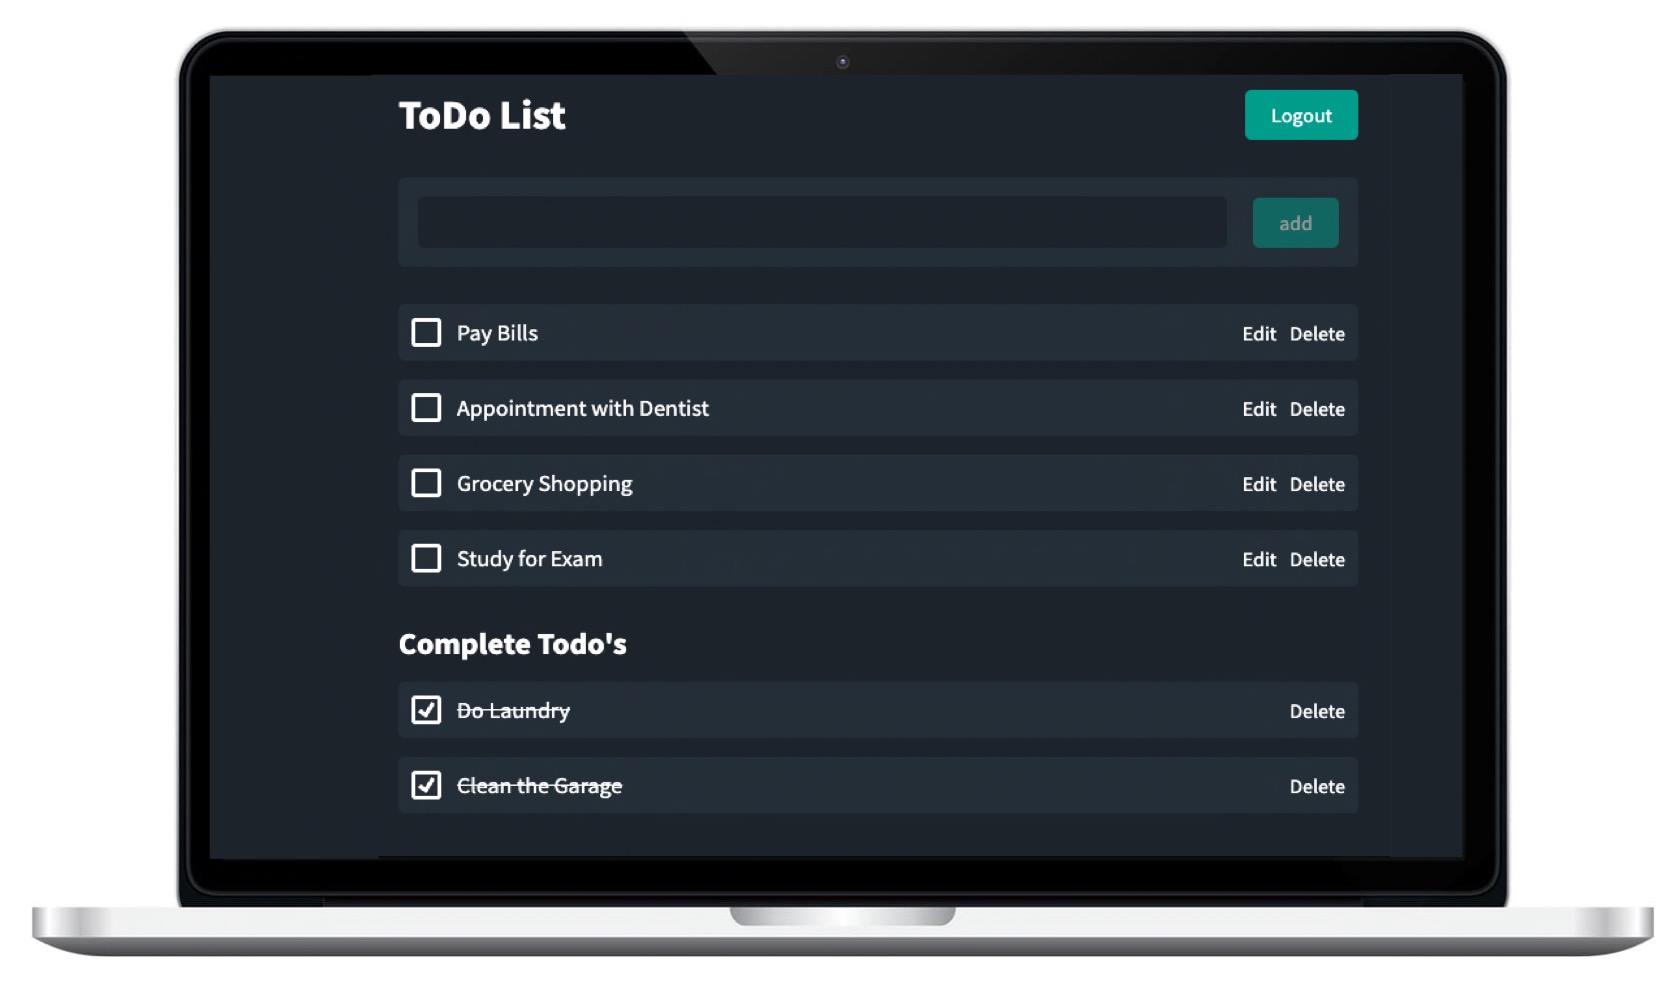 ToDo List Logout
add
Pay Bills Edit Delete
Appointment with Dentist Edit Delete
Grocery Shopping Edit Delete
Study for Exam Edit Delete
Complete Todo's
Do Laundry Delete
Clean the Garage Delete